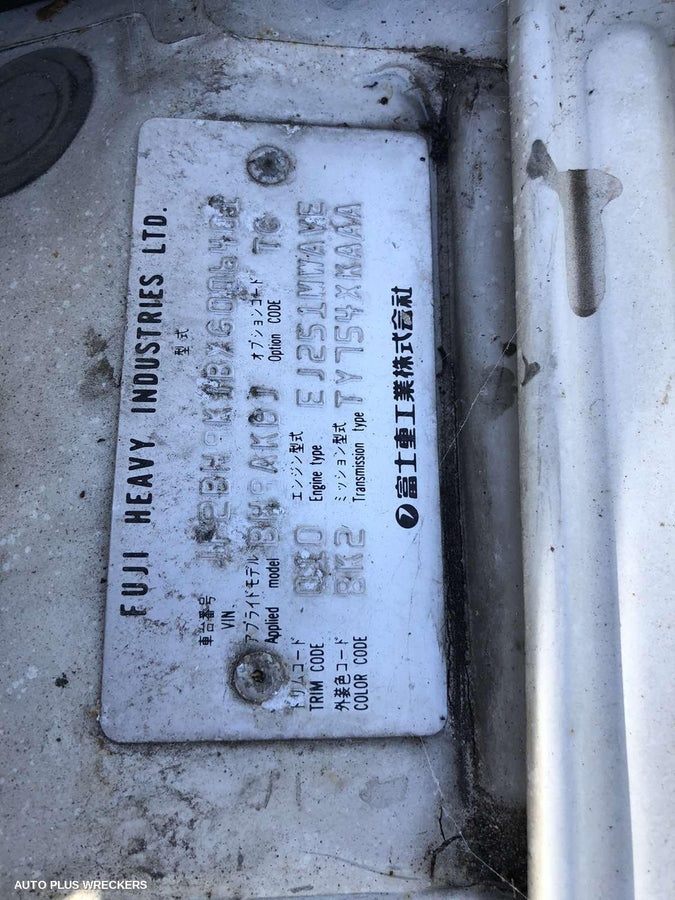 FUJI HEAVY INDUSTRIES LTD.
型式
車台番号
VIN.
アプライドモデル オプションコード
Applied model BH9AKDJ Option CODE TG
トリムコード エンジン型式
TRIM CODE Engine type EJ251MWAVE
外装色コード BK2 ミッション型式 TY754XKAAA
COLOR CODE Transmission type
富士重工業株式会社
AUTO PLUS WRECKERS